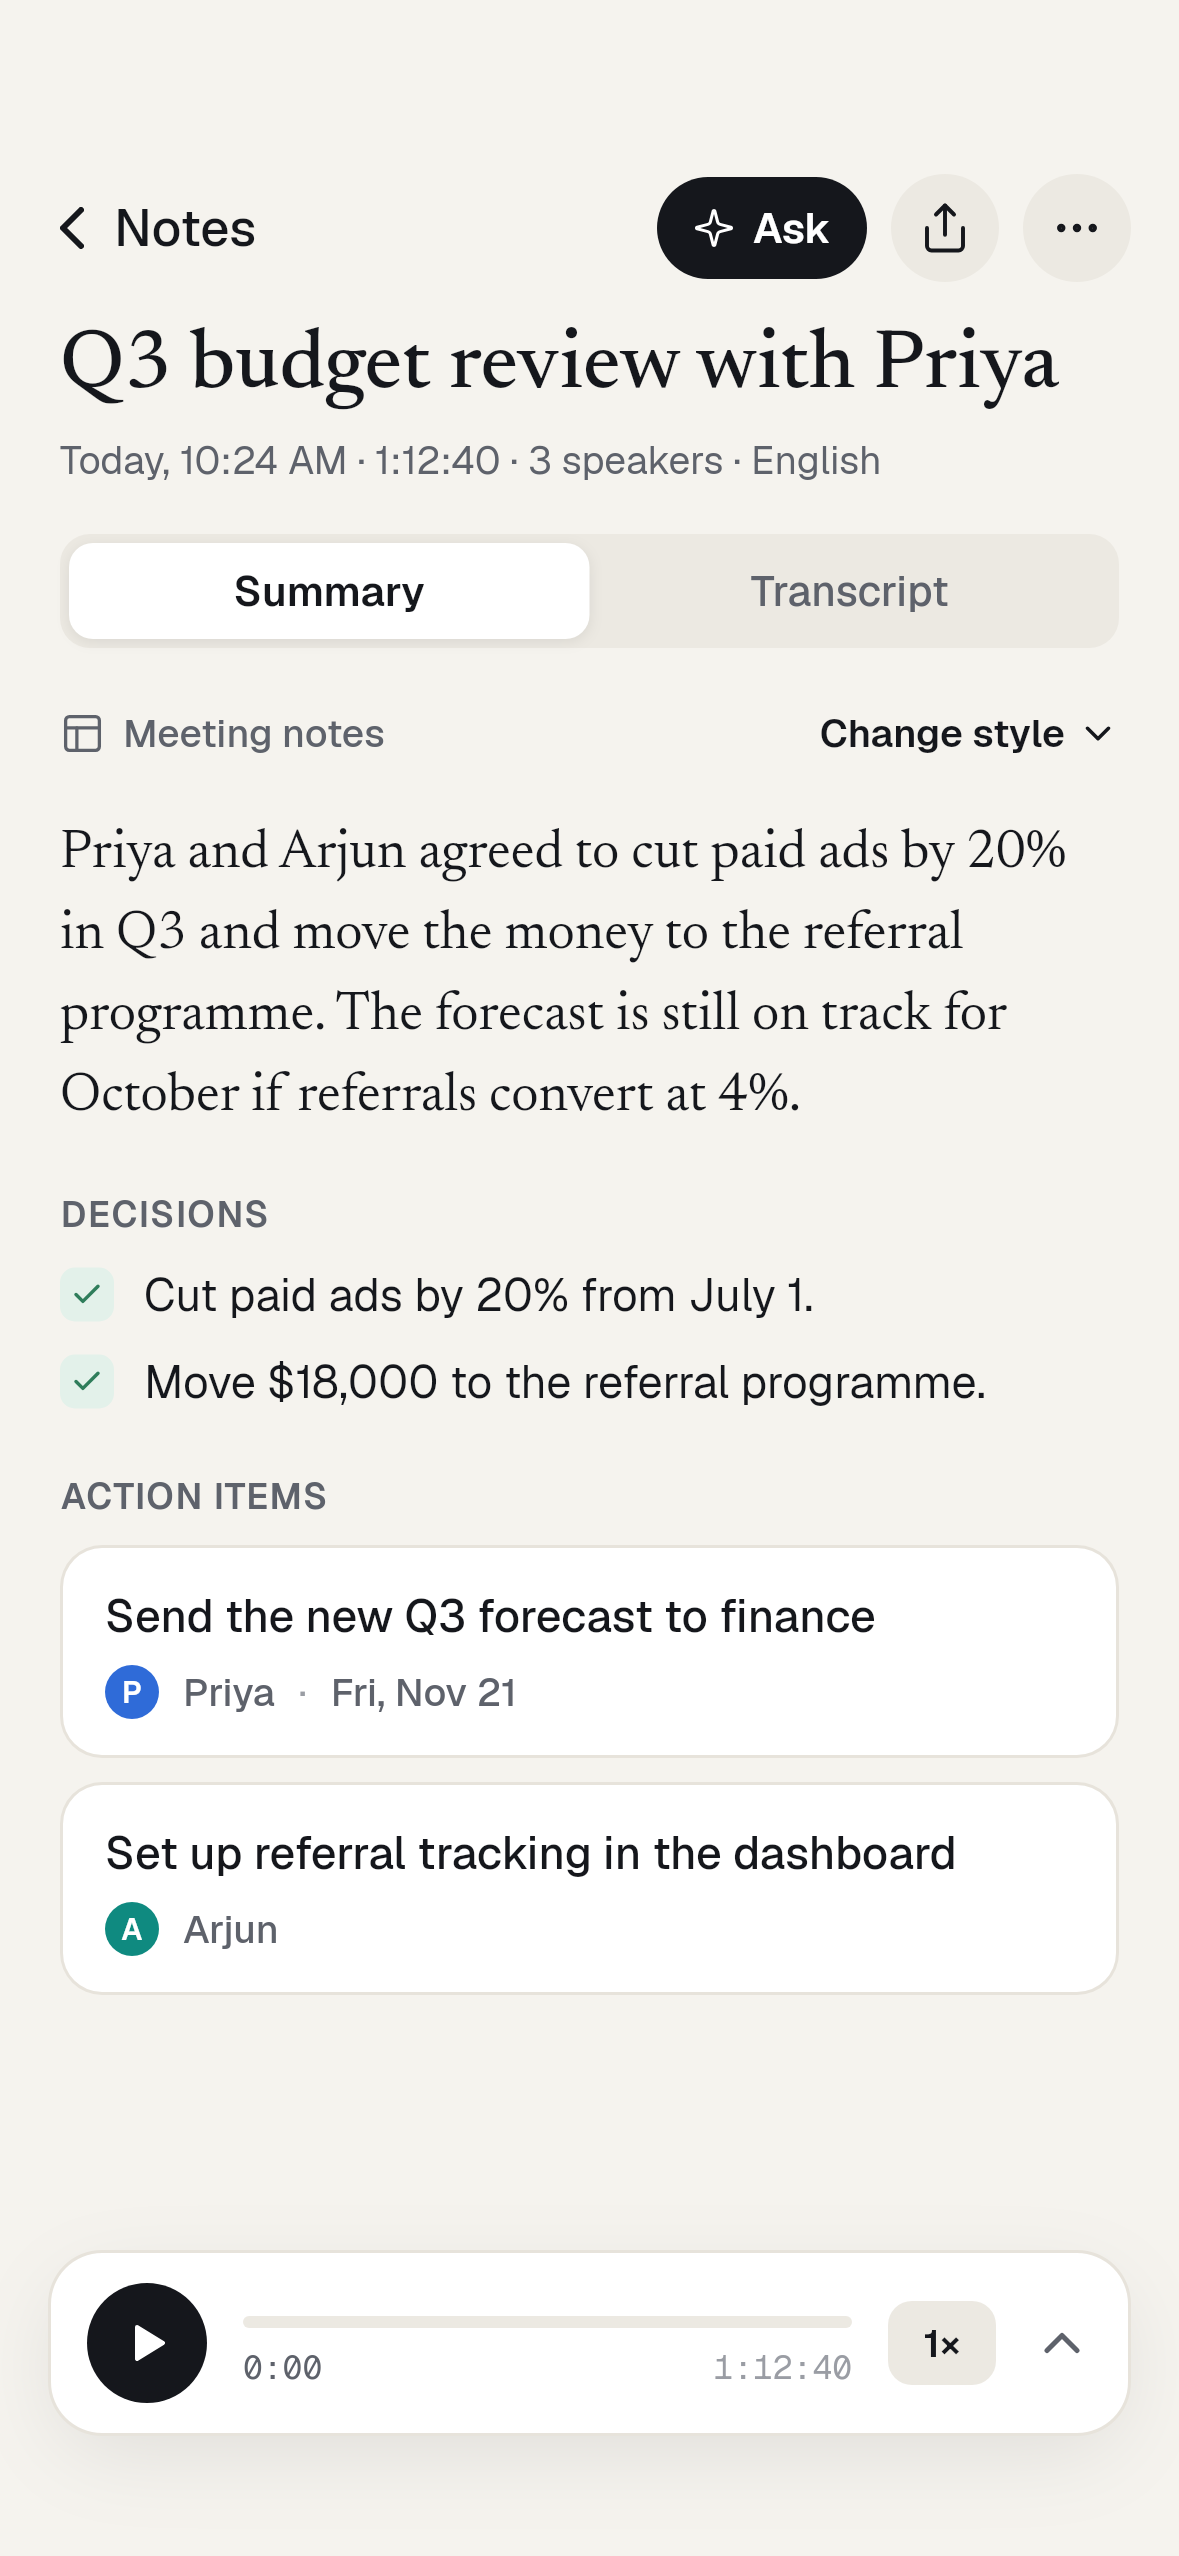 Notes
Ask
Q3 budget review with Priya
Today, 10:24 AM · 1:12:40 · 3 speakers · English
Summary
Transcript
Meeting notes
Change style
Priya and Arjun agreed to cut paid ads by 20%
in Q3 and move the money to the referral
programme. The forecast is still on track for
October if referrals convert at 4%.
DECISIONS
Cut paid ads by 20% from July 1.
Move $18,000 to the referral programme.
ACTION ITEMS
Send the new Q3 forecast to finance
P Priya · Fri, Nov 21
Set up referral tracking in the dashboard
A Arjun
0:00
1:12:40
1×